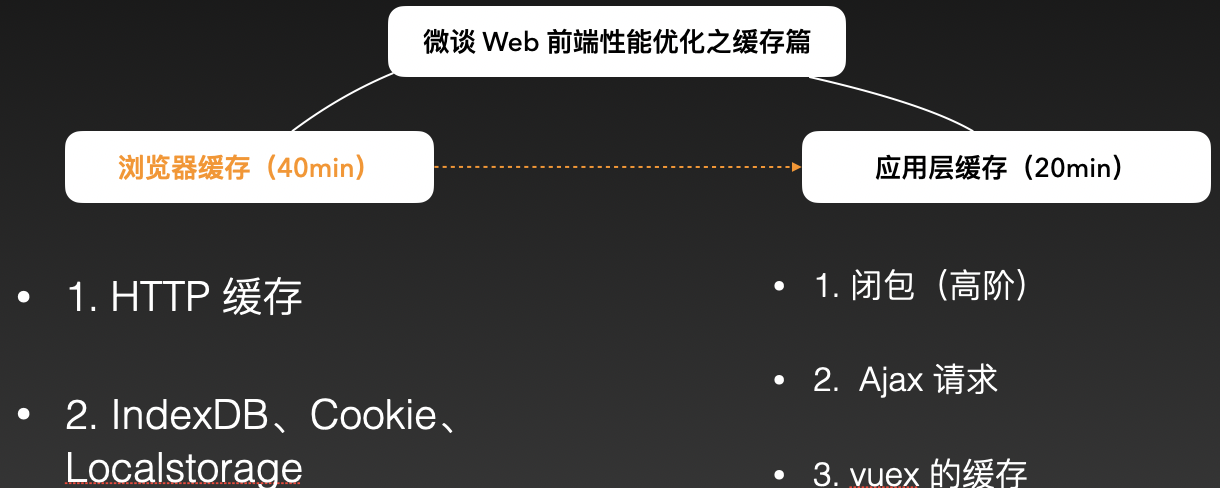 微谈 Web 前端性能优化之缓存篇
浏览器缓存（40min）
应用层缓存（20min）
• 1. HTTP 缓存
• 2. IndexDB、Cookie、
Localstorage
• 1. 闭包（高阶）
• 2. Ajax 请求
• 3. vuex 的缓存